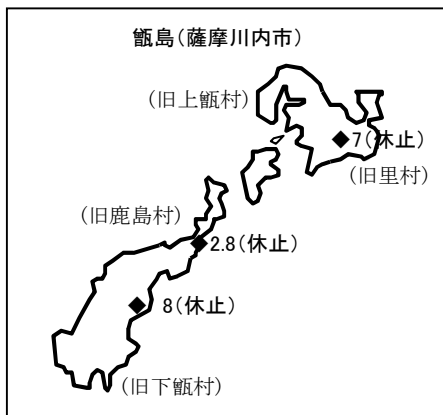 甑島（薩摩川内市）
（旧上甑村）
7（休止）
（旧里村）
（旧鹿島村）
2.8（休止）
8（休止）
（旧下甑村）